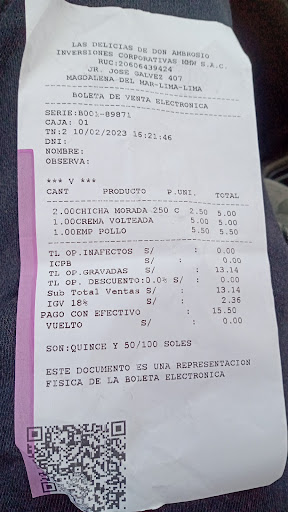 LAS DELICIAS DE DON AMBROSIO
INVERSIONES CORPORATIVAS MHW S.A.C.
RUC:20606439424
JR. JOSE GALVEZ 407
MAGDALENA DEL MAR-LIMA-LIMA
BOLETA DE VENTA ELECTRONICA
SERIE:B001-89871
CAJA: 01
TN:2 10/02/2023 16:21:46
DNI:
NOMBRE:
OBSERVA:
*** V ***
CANT PRODUCTO P.UNI. TOTAL
2.00CHICHA MORADA 250 C 2.50 5.00
1.00CREMA VOLTEADA 5.00 5.00
1.00EMP POLLO 5.50 5.50
TL OP.INAFECTOS S/ : 0.00
ICPB S/ : 0.00
TL OP.GRAVADAS S/ : 13.14
TL OP. DESCUENTO:0.0% S/ : 0.00
Sub Total Ventas S/ : 13.14
IGV 18% S/ : 2.36
PAGO CON EFECTIVO : 15.50
VUELTO S/ : 0.00
SON:QUINCE Y 50/100 SOLES
ESTE DOCUMENTO ES UNA REPRESENTACION
FISICA DE LA BOLETA ELECTRONICA